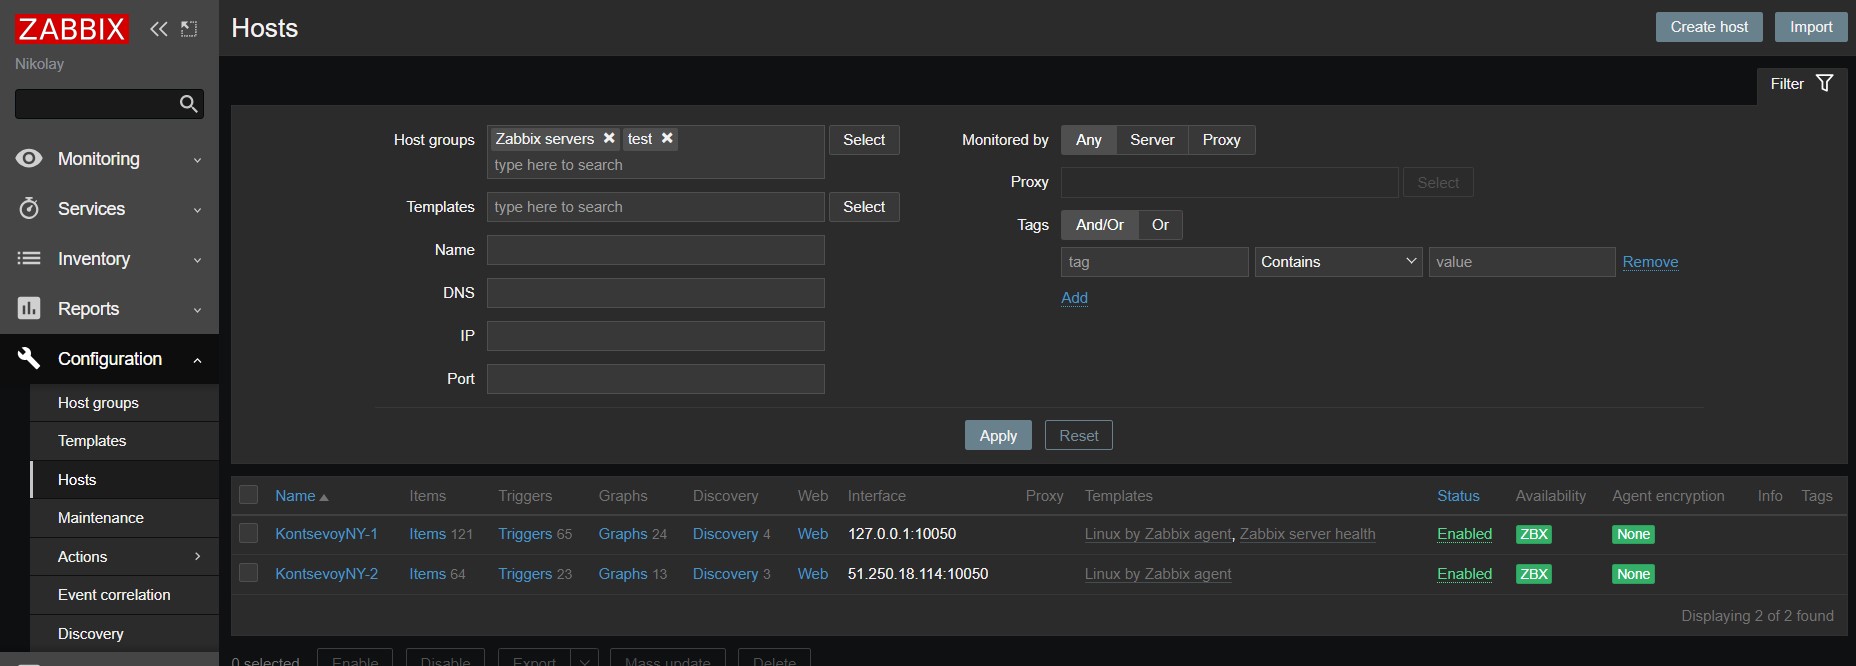 ZABBIX
Nikolay
Monitoring
Services
Inventory
Reports
Configuration
Host groups
Templates
Hosts
Maintenance
Actions
Event correlation
Discovery
Hosts
Create host
Import
Filter
Host groups
Zabbix servers
test
type here to search
Select
Templates
type here to search
Select
Name
DNS
IP
Port
Monitored by
Any
Server
Proxy
Proxy
Select
Tags
And/Or
Or
tag
Contains
value
Remove
Add
Apply
Reset
Name Items Triggers Graphs Discovery Web Interface Proxy Templates Status Availability Agent encryption Info Tags
KontsevoyNY-1 Items 121 Triggers 65 Graphs 24 Discovery 4 Web 127.0.0.1:10050 Linux by Zabbix agent, Zabbix server health Enabled ZBX None
KontsevoyNY-2 Items 64 Triggers 23 Graphs 13 Discovery 3 Web 51.250.18.114:10050 Linux by Zabbix agent Enabled ZBX None
Displaying 2 of 2 found
0 selected Enable Disable Export Mass update Delete